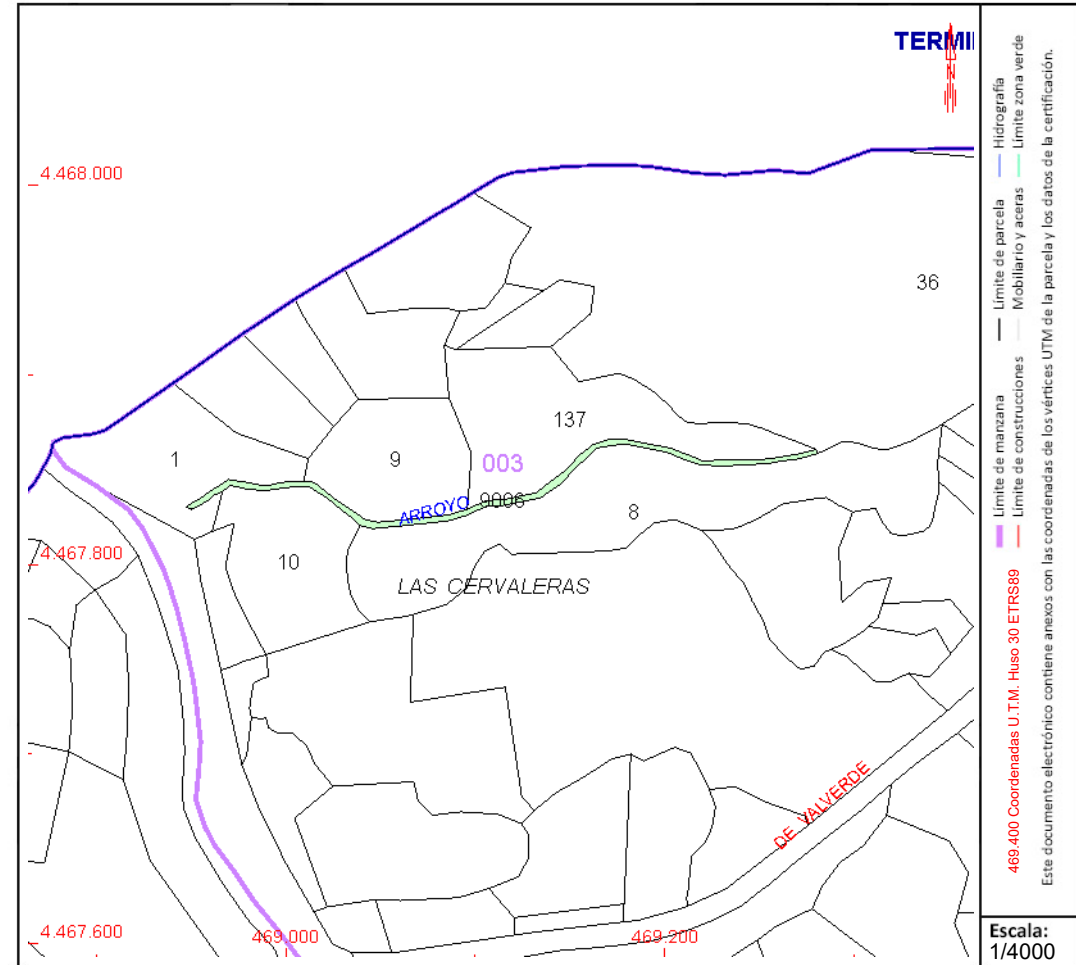 TERMI
N
4.468.000
36
137
1
9
003
9006
ARROYO
8
4.467.800
10
LAS CERVALERAS
DE VALVERDE
4.467.600
469.000
469.200
469.400 Coordenadas U.T.M. Huso 30 ETRS89
Límite de manzana
Límite de construcciones
Límite de parcela
Mobiliario y aceras
Hidrografía
Límite zona verde
Este documento electrónico contiene anexos con las coordenadas de los vértices UTM de la parcela y los datos de la certificación.
Escala:
1/4000